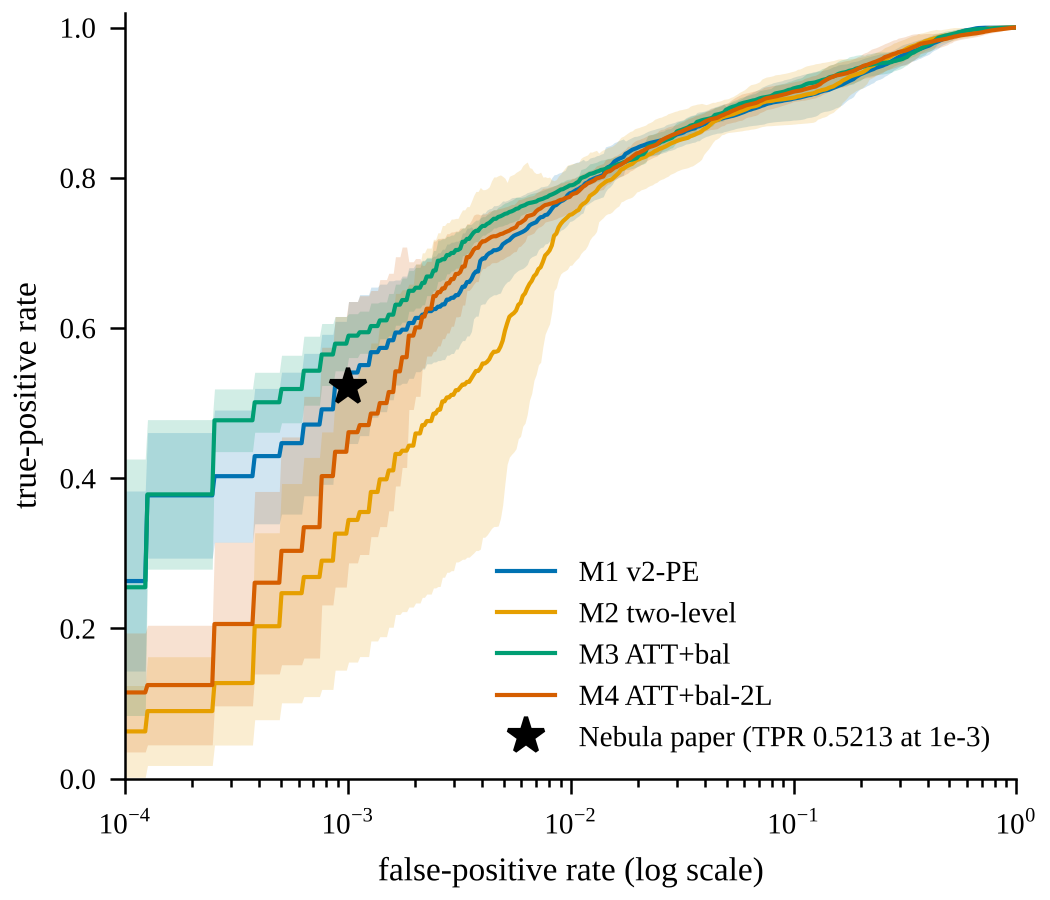 1.0
0.8
0.6
0.4
0.2
0.0
true-positive rate
M1 v2-PE
M2 two-level
M3 ATT+bal
M4 ATT+bal-2L
Nebula paper (TPR 0.5213 at 1e-3)
10⁻⁴ 10⁻³ 10⁻² 10⁻¹ 10⁰
false-positive rate (log scale)